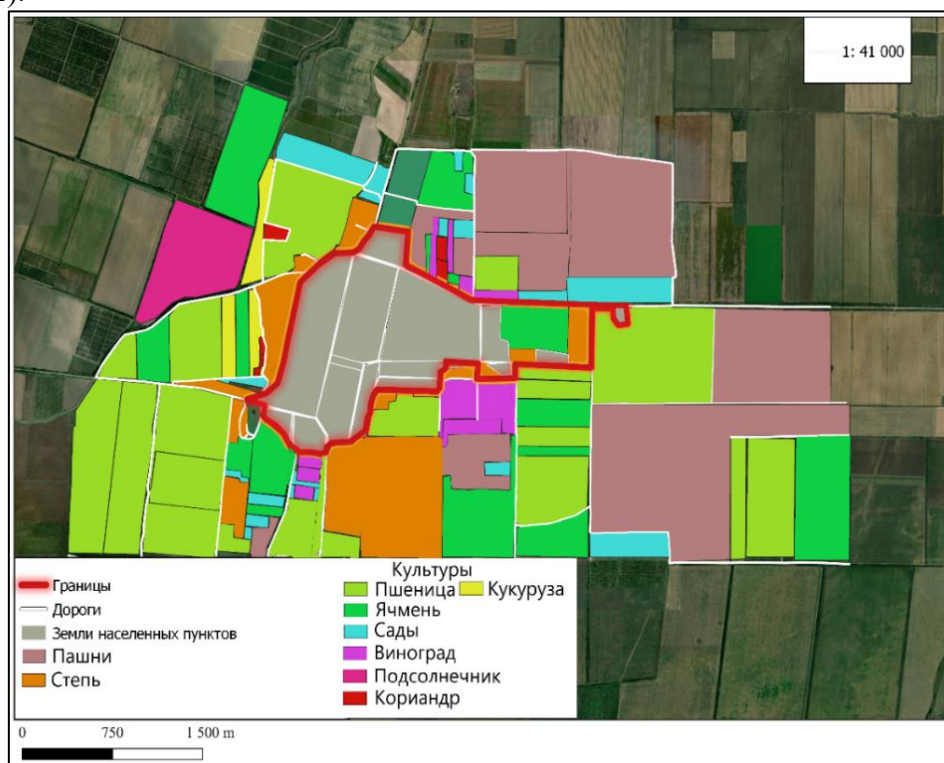 ).
1: 41 000
Границы
Дороги
Земли населенных пунктов
Пашни
Степь
Культуры
Пшеница Кукуруза
Ячмень
Сады
Виноград
Подсолнечник
Кориандр
0 750 1 500 m